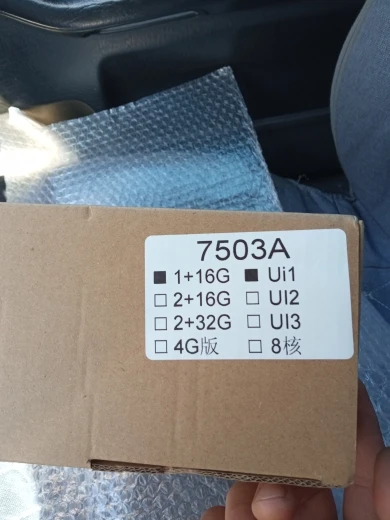 7503A
■ 1+16G ■ Ui1
□ 2+16G □ UI2
□ 2+32G □ UI3
□ 4G版 □ 8核